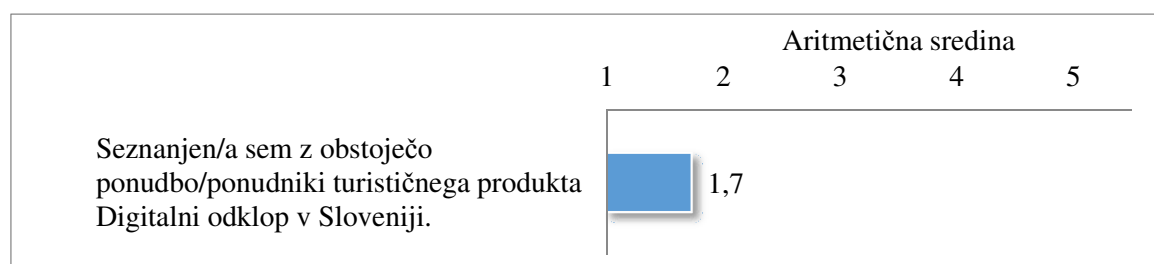 Aritmetična sredina
1 2 3 4 5
Seznanjen/a sem z obstoječo
ponudbo/ponudniki turističnega produkta
Digitalni odklop v Sloveniji.
1,7